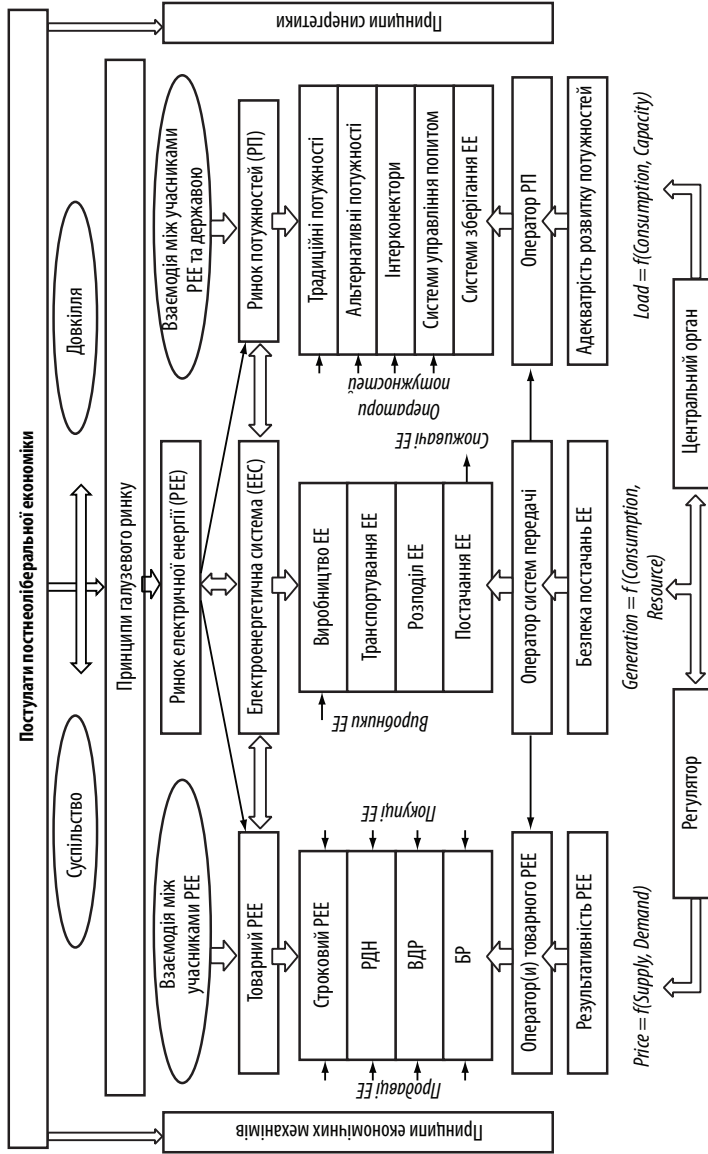 Постулати постнеоліберальної економіки
Суспільство
Довкілля
Принципи галузевого ринку
Принципи економічних механімів
Принципи синергетики
Взаємодія між
учасниками РЕЕ
Ринок електричної енергії (РЕЕ)
Взаємодія між учасниками
РЕЕ та державою
Товарний РЕЕ
Електроенергетична система (ЕЕС)
Ринок потужностей (РП)
Продавці ЕЕ
Строковий РЕЕ
РДН
ВДР
БР
Покупці ЕЕ
Виробники ЕЕ
Виробництво ЕЕ
Транспортування ЕЕ
Розподіл ЕЕ
Постачання ЕЕ
Споживачі ЕЕ
Оператори
потужностей
Традиційні потужності
Альтернативні потужності
Інтерконектори
Системи управління попитом
Системи зберігання ЕЕ
Оператор(и) товарного РЕЕ
Оператор систем передачі
Оператор РП
Результативність РЕЕ
Безпека постачань ЕЕ
Адекватрість розвитку потужностей
Price = f(Supply, Demand)
Generation = f (Consumption,
Resource)
Load = f(Consumption, Capacity)
Регулятор
Центральний орган